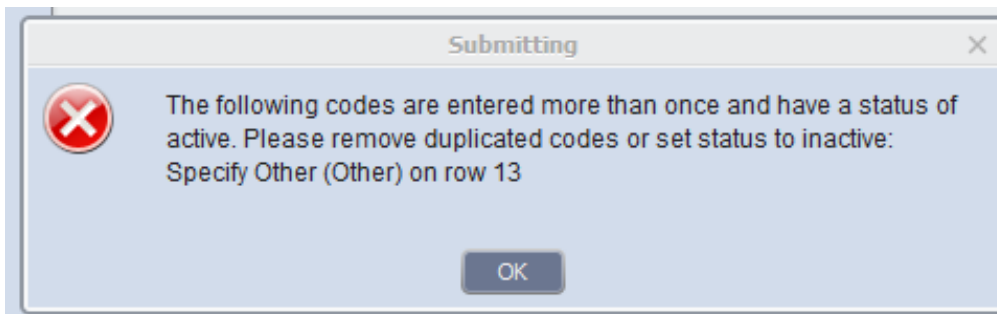 Submitting
The following codes are entered more than once and have a status of
active. Please remove duplicated codes or set status to inactive:
Specify Other (Other) on row 13
OK